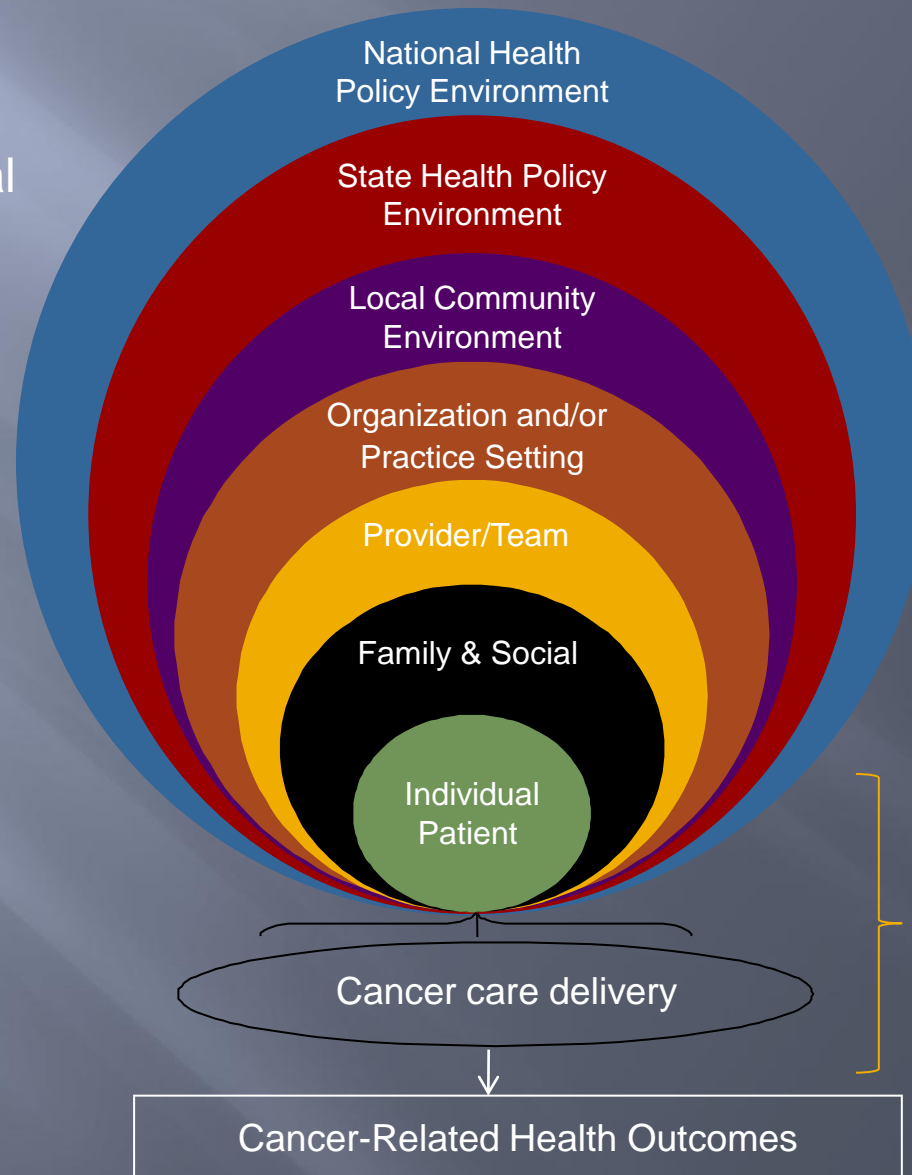 National Health
Policy Environment
al
State Health Policy
Environment
Local Community
Environment
Organization and/or
Practice Setting
Provider/Team
Family & Social
Individual
Patient
Cancer care delivery
Cancer-Related Health Outcomes